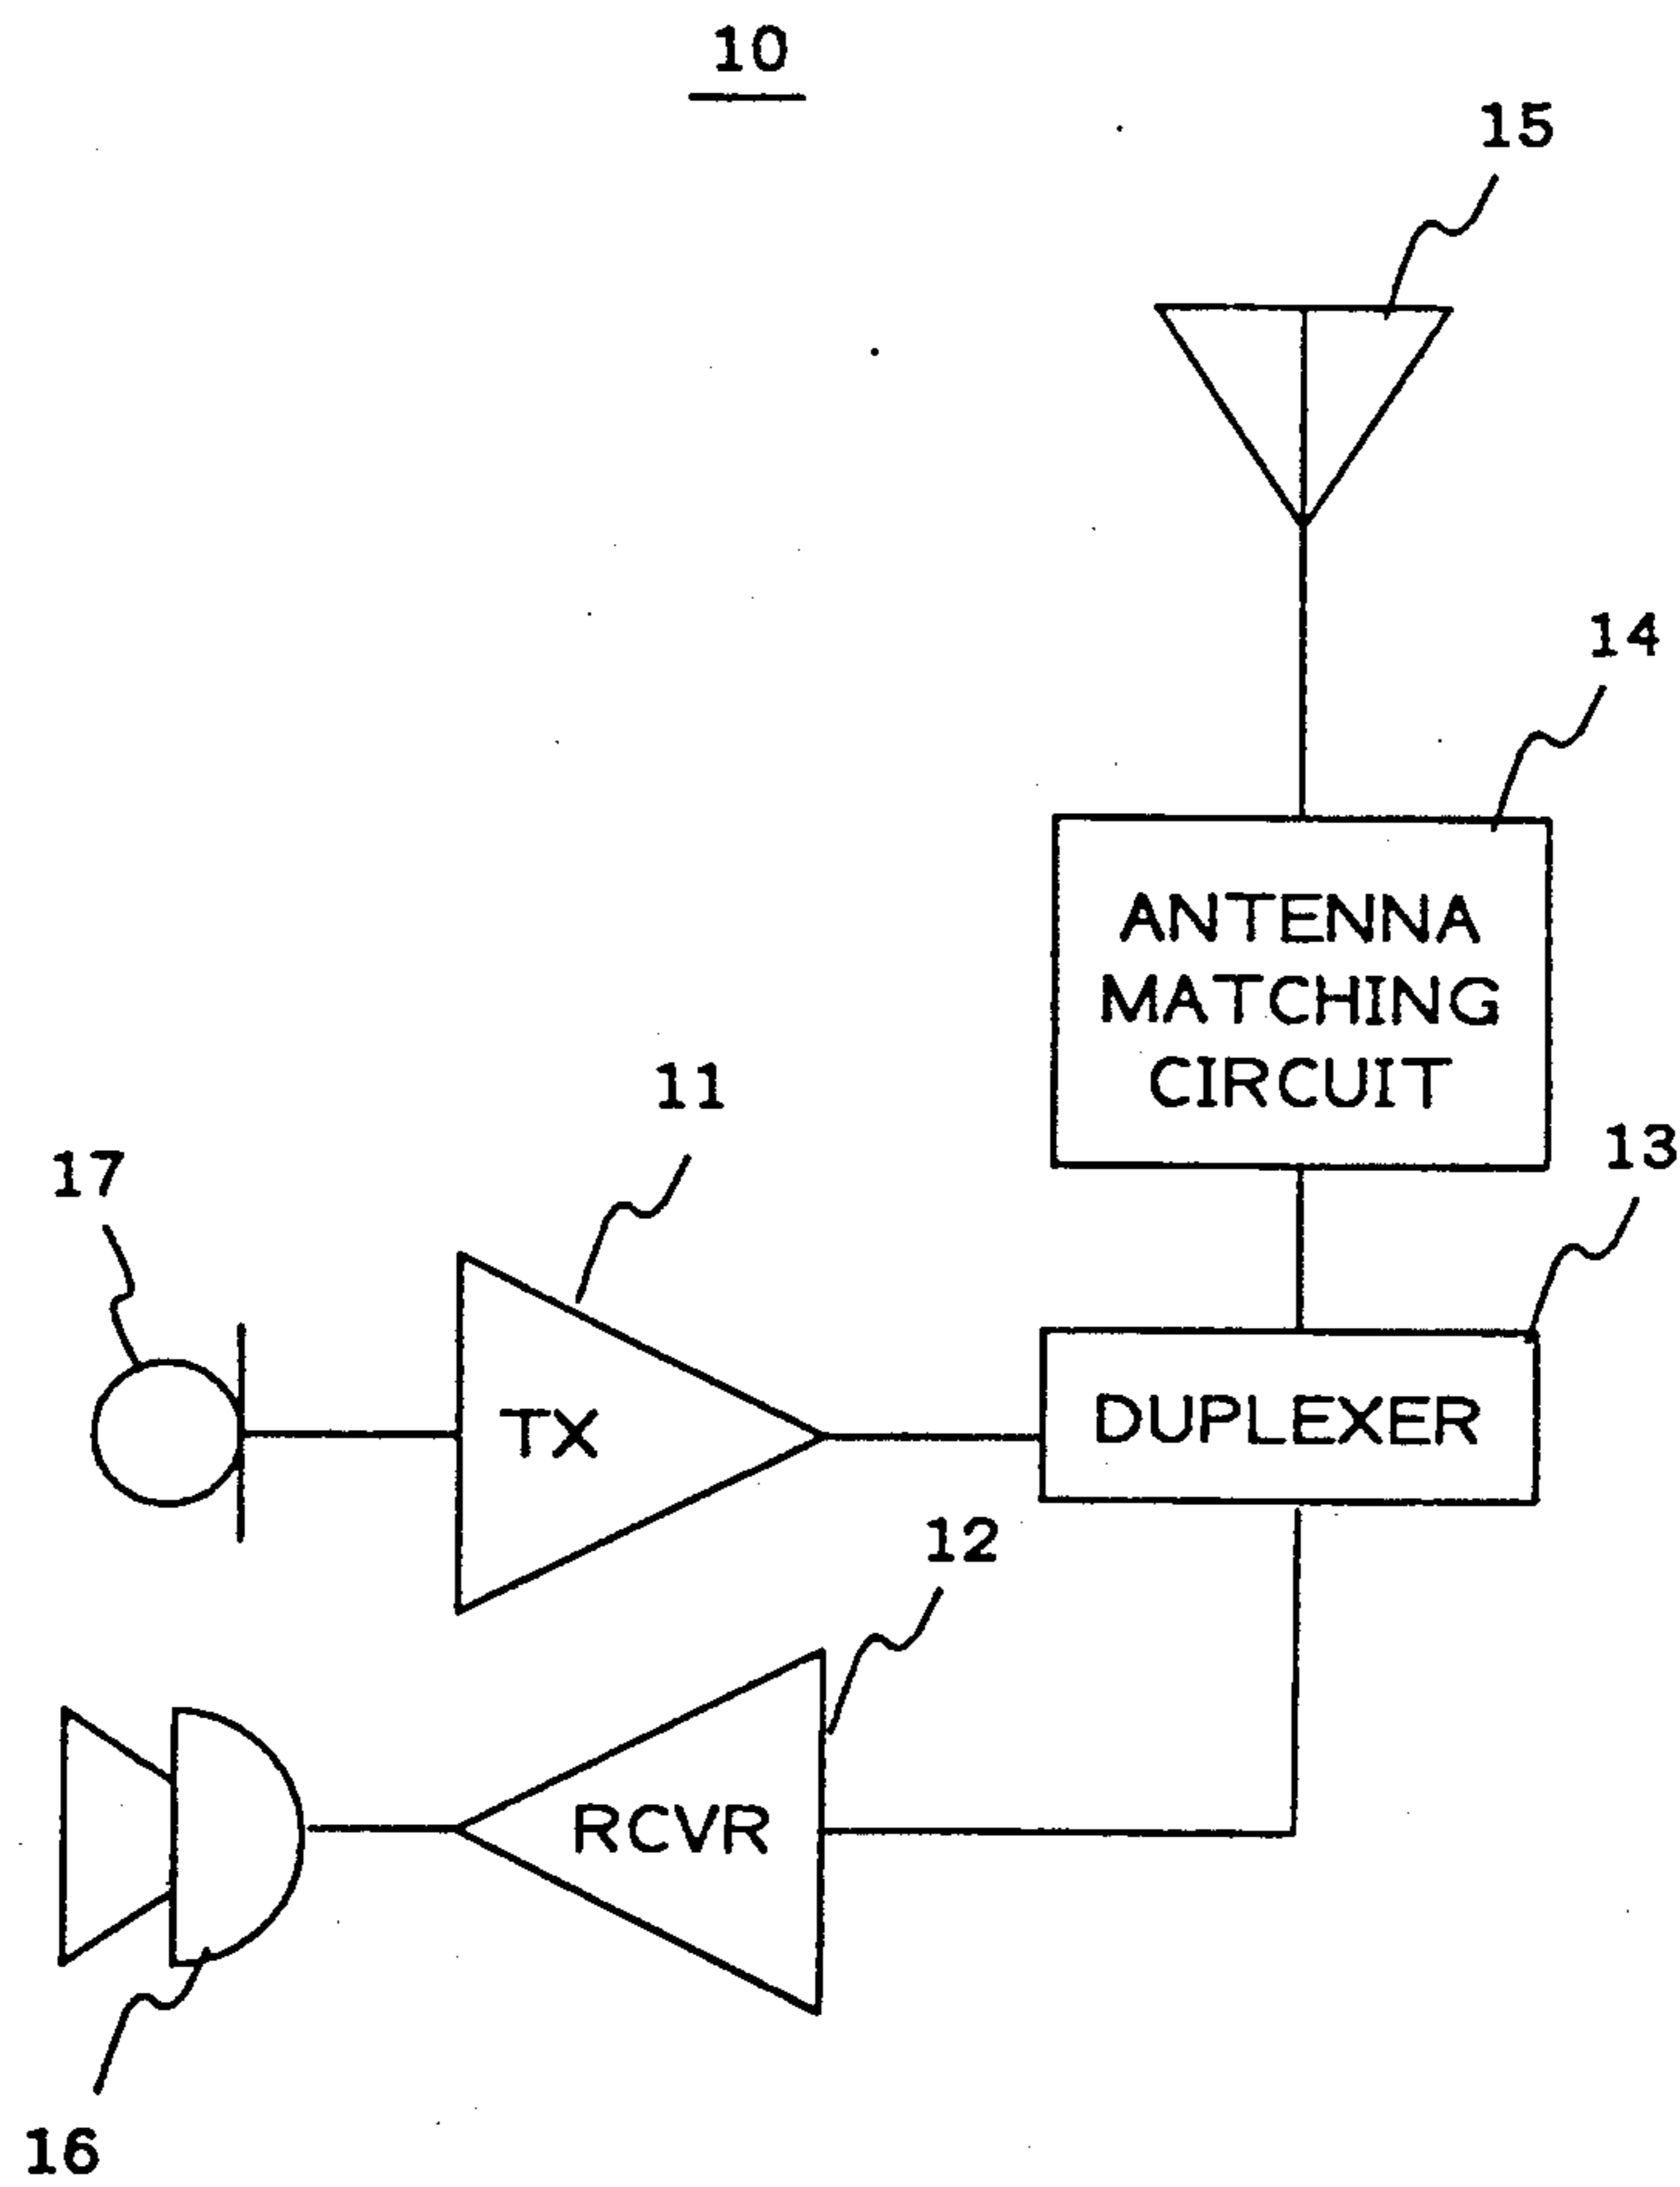 10
15
14
ANTENNA
MATCHING
CIRCUIT
11
13
17
TX
DUPLEXER
12
RCVR
16